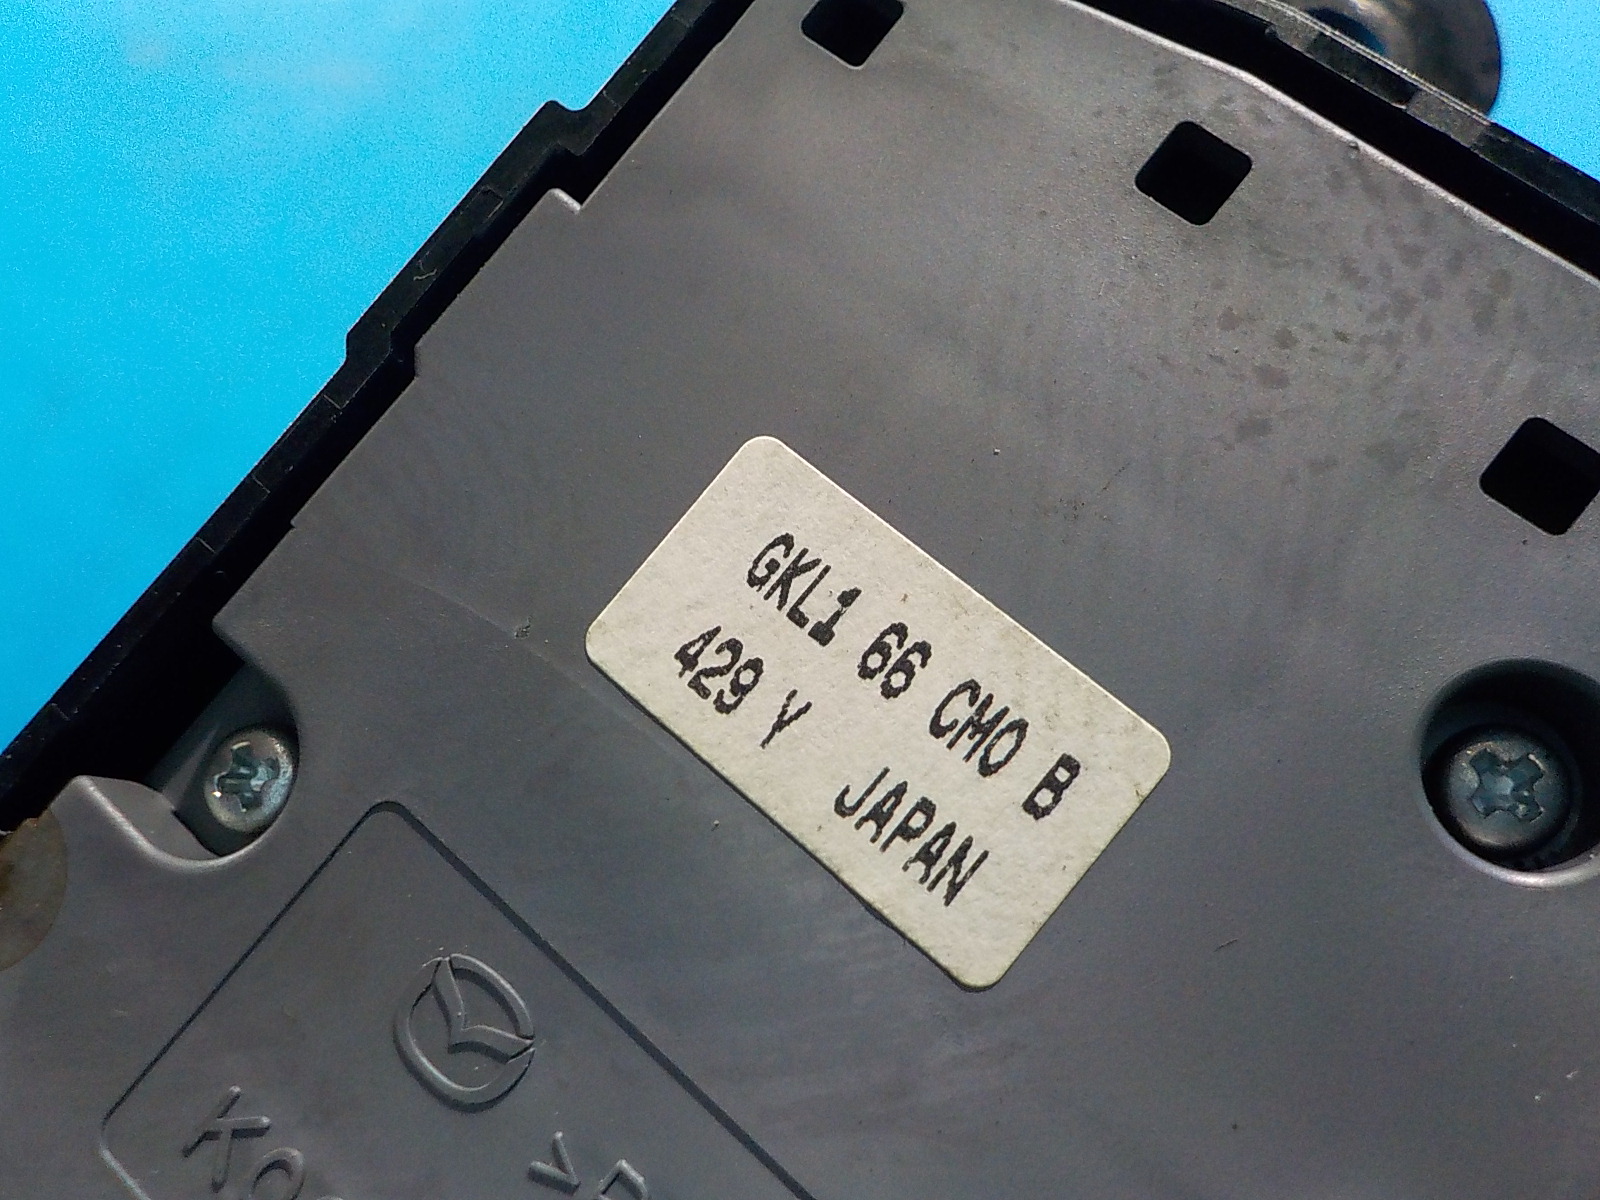 GKL1 66 CM0 B
429 Y JAPAN